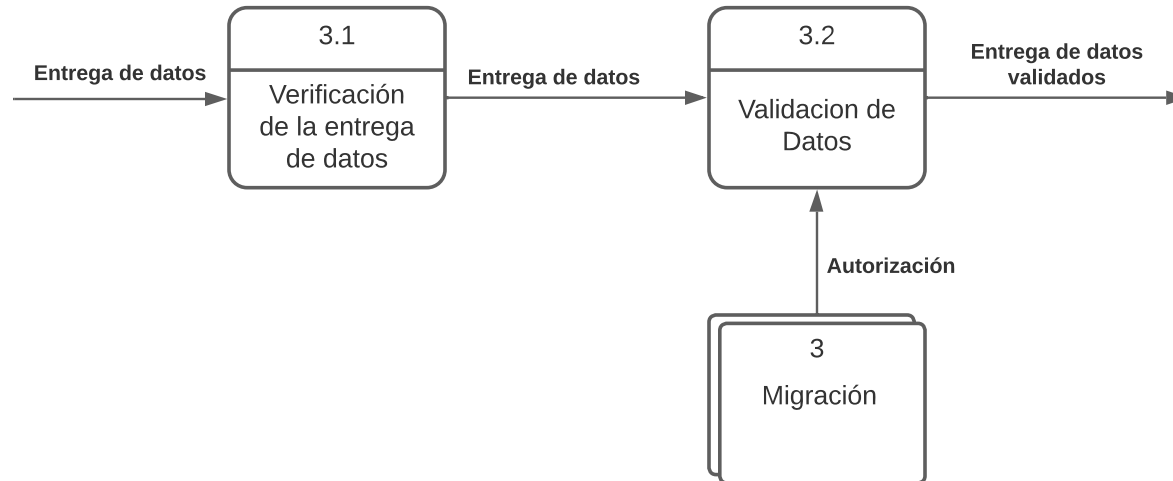 3.1
Verificación
de la entrega
de datos
Entrega de datos
Entrega de datos
3.2
Validacion de
Datos
Entrega de datos
validados
Autorización
3
Migración